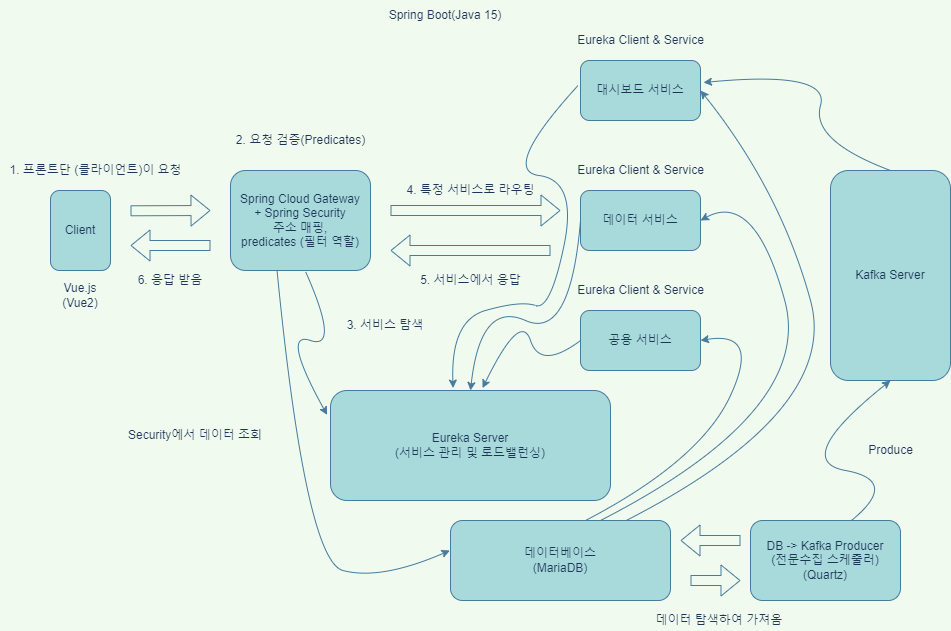 Spring Boot(Java 15)
Eureka Client & Service
대시보드 서비스
2. 요청 검증(Predicates)
1. 프론트단 (클라이언트)이 요청
Client
Vue.js
(Vue2)
6. 응답 받음
Spring Cloud Gateway
+ Spring Security
주소 매핑,
predicates (필터 역할)
4. 특정 서비스로 라우팅
5. 서비스에서 응답
Eureka Client & Service
데이터 서비스
Eureka Client & Service
공용 서비스
Kafka Server
3. 서비스 탐색
Eureka Server
(서비스 관리 및 로드밸런싱)
Security에서 데이터 조회
Produce
데이터베이스
(MariaDB)
DB -> Kafka Producer
(전문수집 스케줄러)
(Quartz)
데이터 탐색하여 가져옴